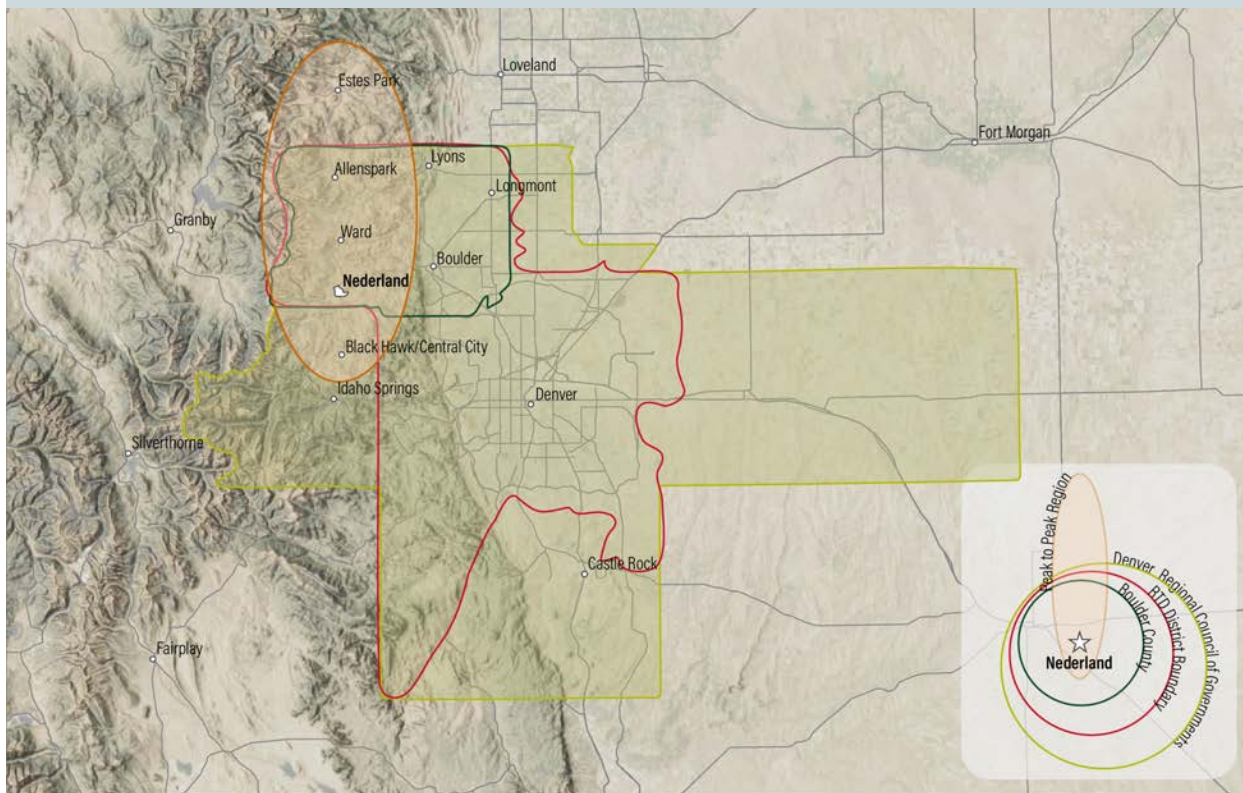 Estes Park
Loveland
Fort Morgan
Allenspark
Lyons
Longmont
Granby
Ward
Boulder
Nederland
Black Hawk/Central City
Idaho Springs
Denver
Silverthorne
Castle Rock
Fairplay
Peak to Peak Region
Denver Regional Council of Governments
RTD District Boundary
Boulder County
Nederland